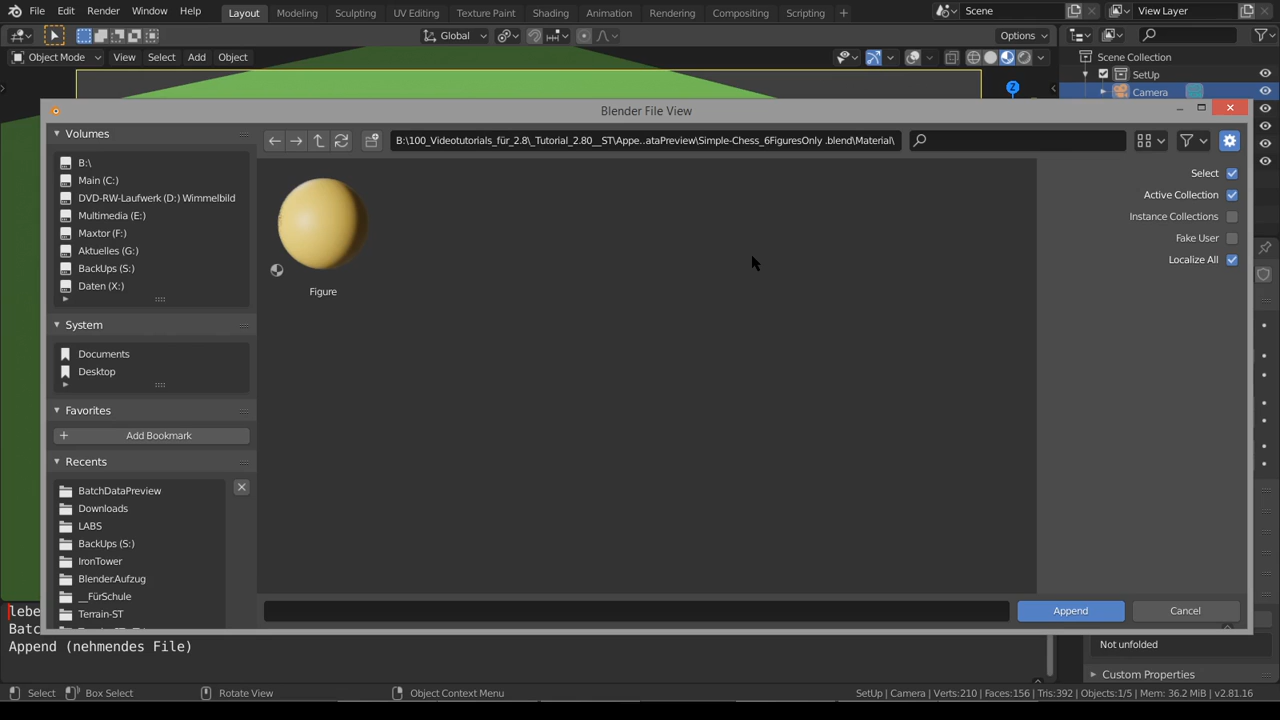 File Edit Render Window Help Layout Modeling Sculpting UV Editing Texture Paint Shading Animation Rendering Compositing Scripting + Scene View Layer
Global Options
Object Mode View Select Add Object
Z
Scene Collection
SetUp
Camera
Blender File View
Volumes
B:\
Main (C:)
DVD-RW-Laufwerk (D:) Wimmelbild
Multimedia (E:)
Maxtor (F:)
Aktuelles (G:)
BackUps (S:)
Daten (X:)
System
Documents
Desktop
Favorites
Add Bookmark
Recents
BatchDataPreview
Downloads
LABS
BackUps (S:)
IronTower
Blender.Aufzug
__FürSchule
Terrain-ST
B:\100_Videotutorials_für_2.8\_Tutorial_2.80__ST\Appe..ataPreview\Simple-Chess_6FiguresOnly .blend\Material\
Figure
Select
Active Collection
Instance Collections
Fake User
Localize All
Append Cancel
lebe
Batc
Append (nehmendes File)
Not unfolded
Custom Properties
Select Box Select Rotate View Object Context Menu SetUp | Camera | Verts:210 | Faces:156 | Tris:392 | Objects:1/5 | Mem: 36.2 MiB | v2.81.16